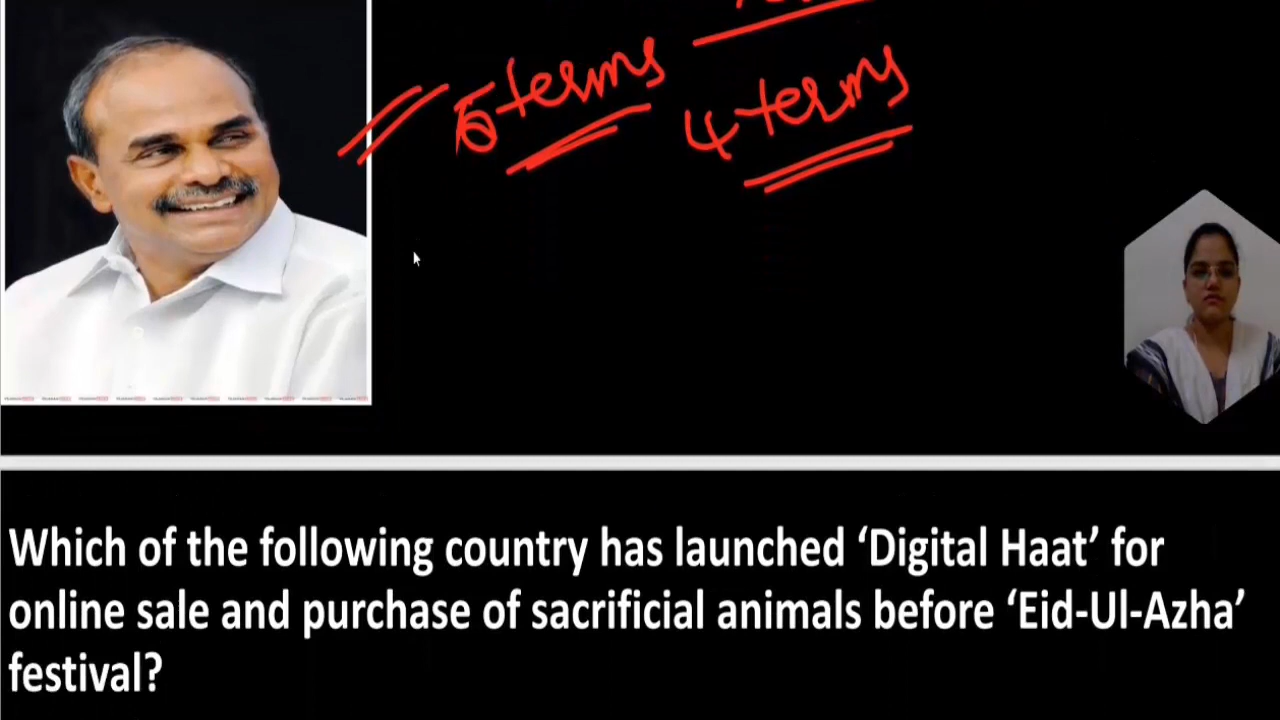 5 terms
4 terms
Which of the following country has launched ‘Digital Haat’ for
online sale and purchase of sacrificial animals before ‘Eid-Ul-Azha’
festival?